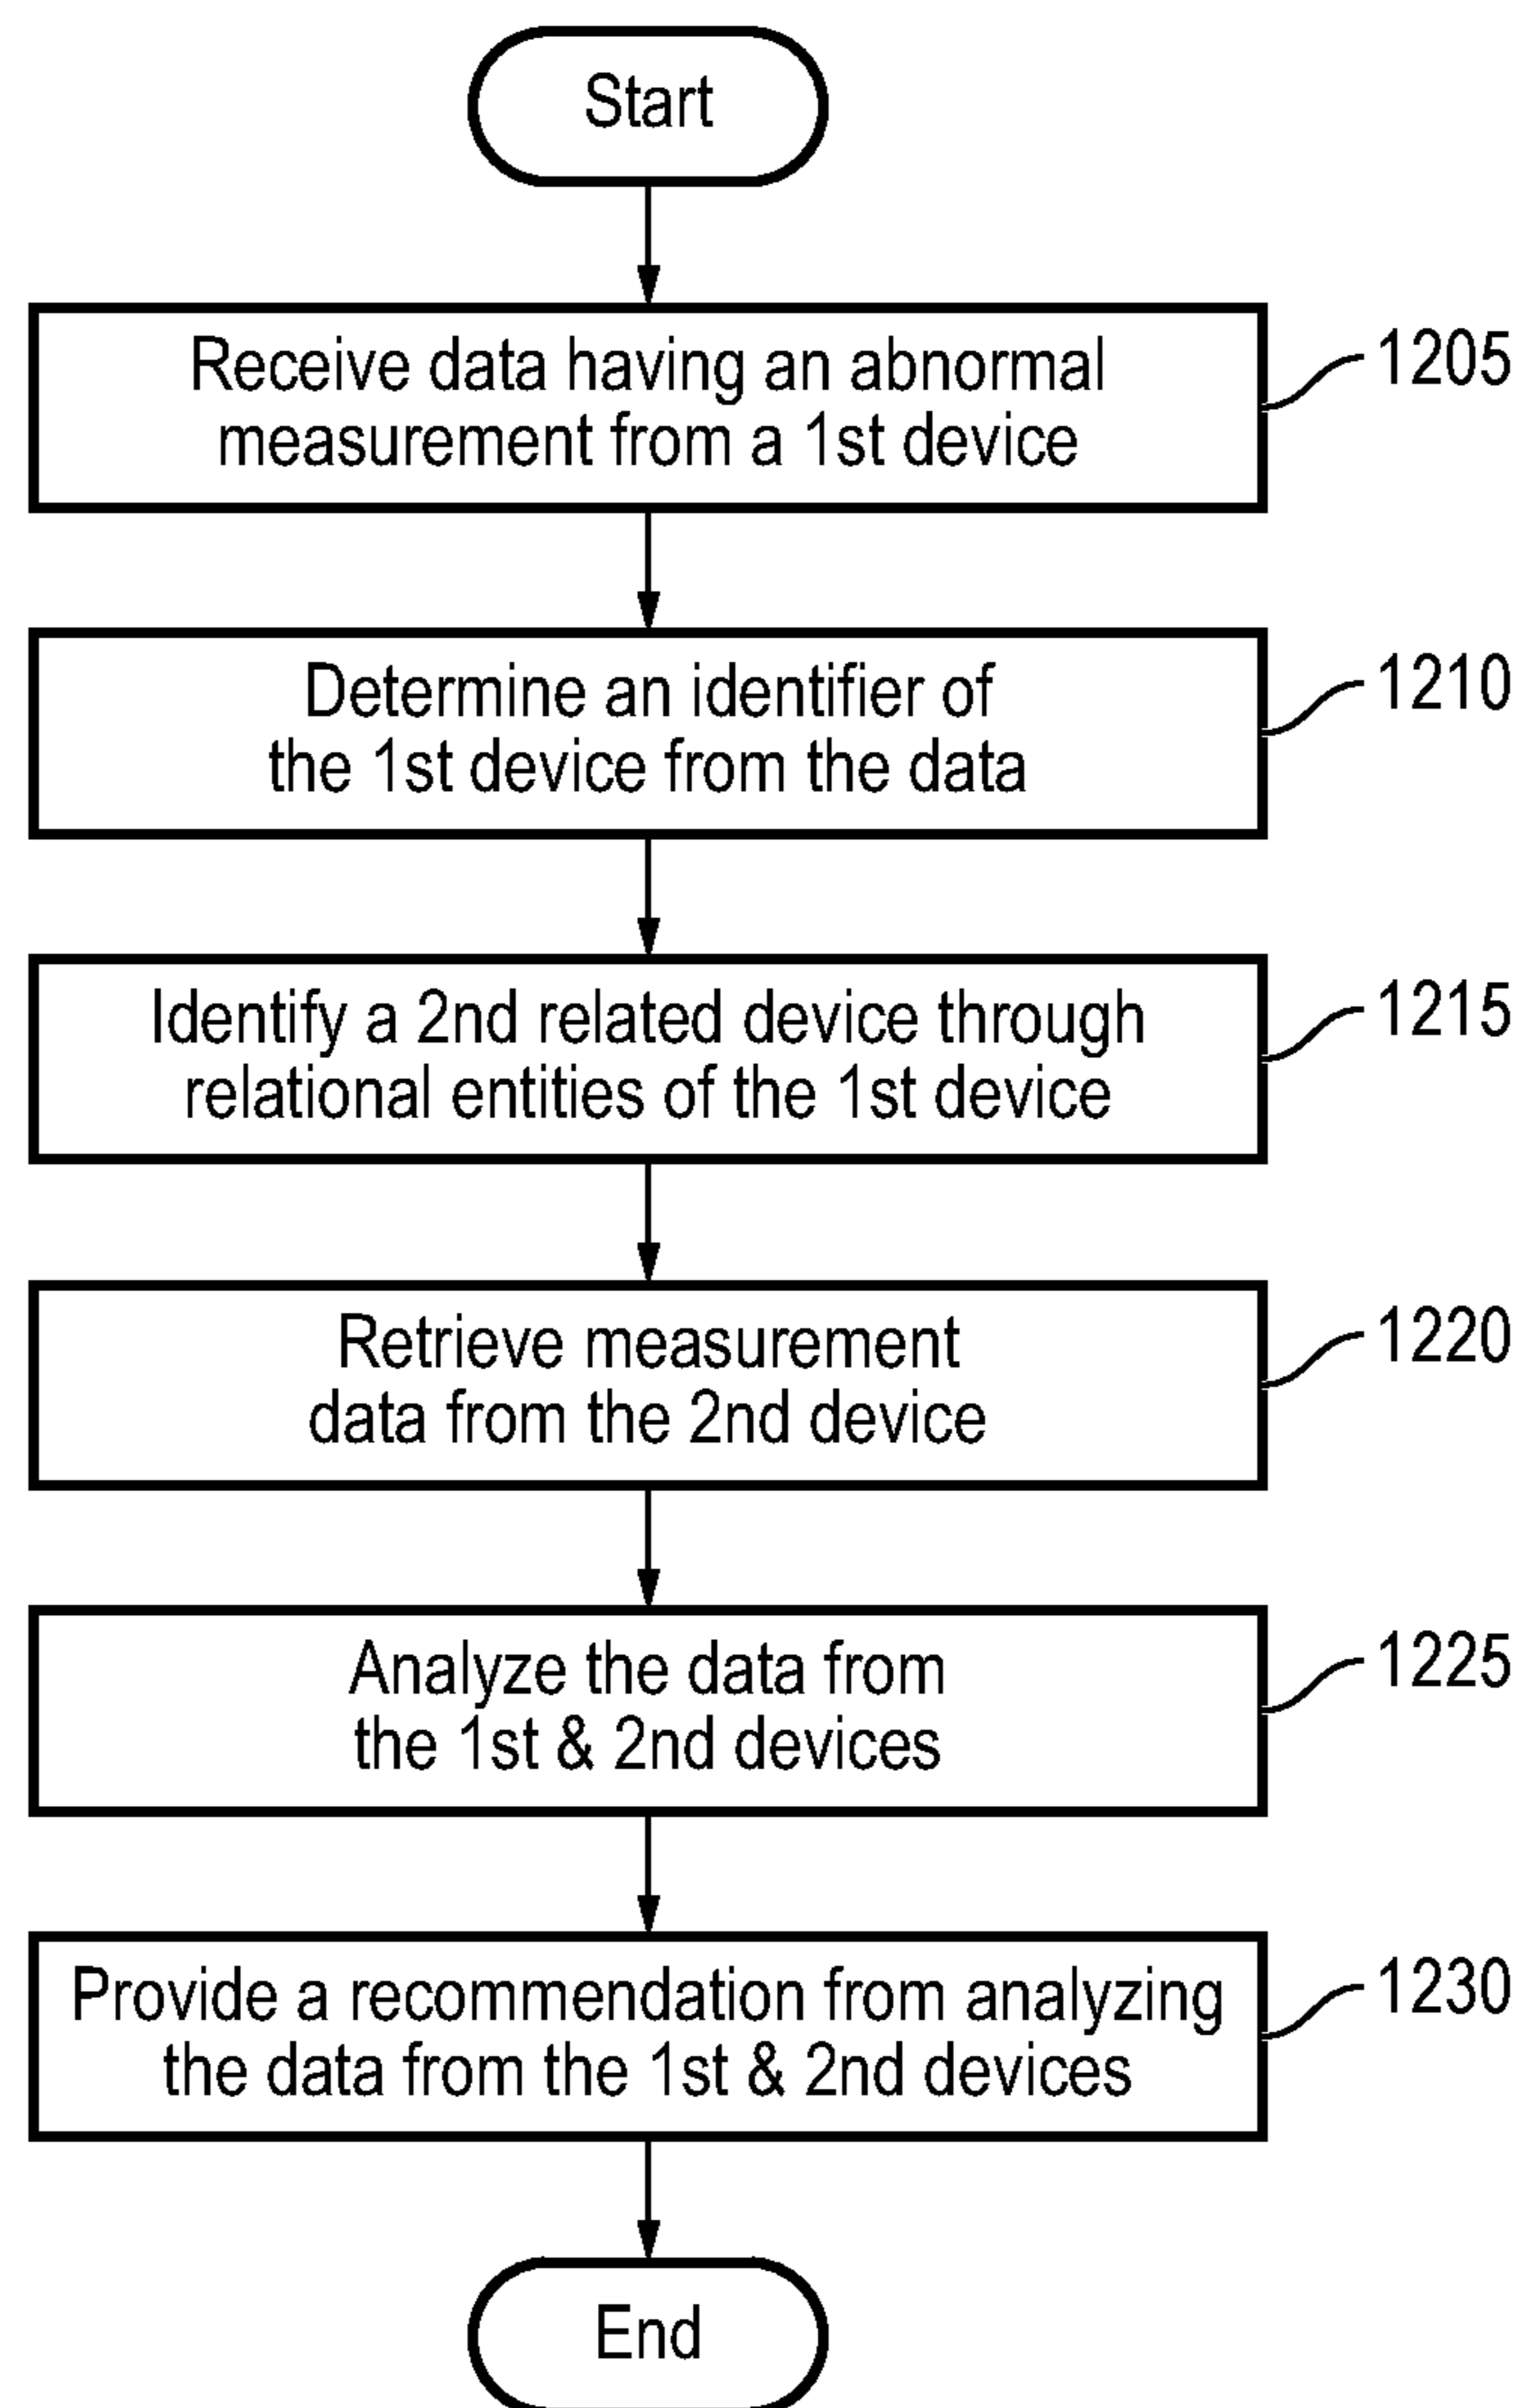 Start
Receive data having an abnormal
measurement from a 1st device
1205
Determine an identifier of
the 1st device from the data
1210
Identify a 2nd related device through
relational entities of the 1st device
1215
Retrieve measurement
data from the 2nd device
1220
Analyze the data from
the 1st & 2nd devices
1225
Provide a recommendation from analyzing
the data from the 1st & 2nd devices
1230
End